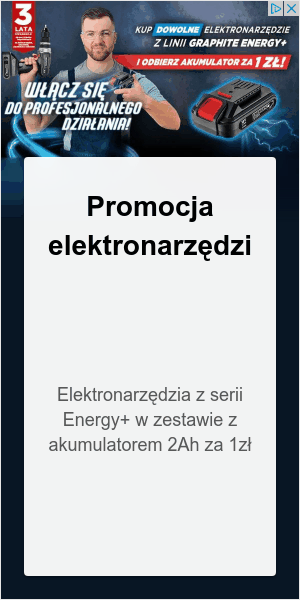 3
LATA
KUP DOWOLNE ELEKTRONARZĘDZIE
Z LINII GRAPHITE ENERGY+
I ODBIERZ AKUMULATOR ZA 1 ZŁ!
WŁĄCZ SIĘ
DO PROFESJONALNEGO
DZIAŁANIA!
Promocja
elektronarzędzi
Elektronarzędzia z serii
Energy+ w zestawie z
akumulatorem 2Ah za 1zł